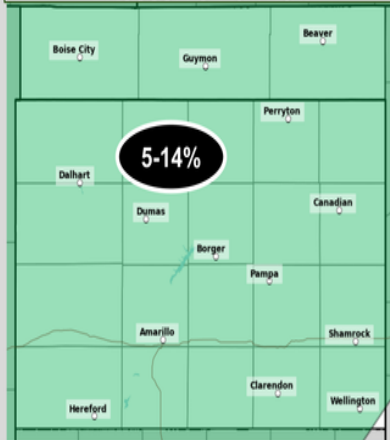 Beaver
Boise City
Guymon
Perryton
5-14%
Dalhart
Canadian
Dumas
Borger
Pampa
Amarillo
Shamrock
Clarendon
Wellington
Hereford